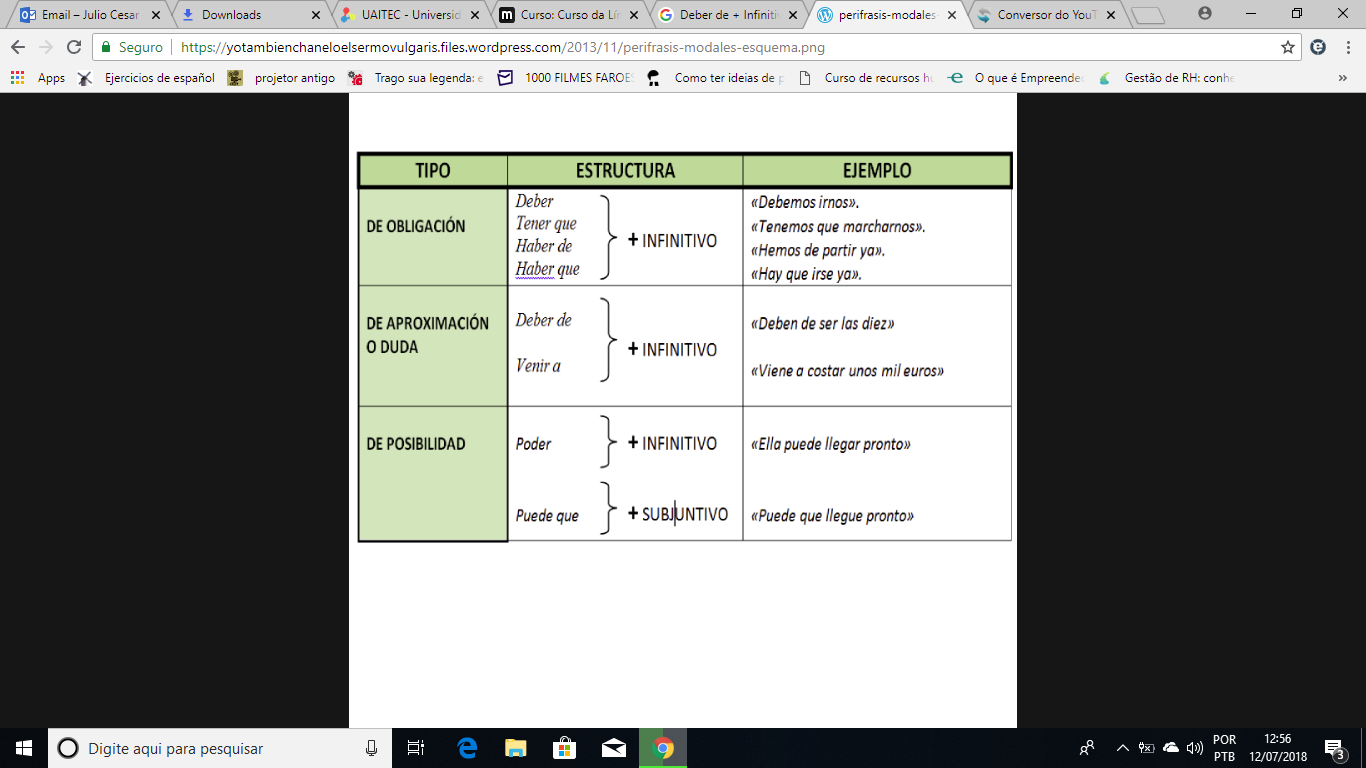 Email – Julio Cesar
Downloads
UAITEC - Universid
Curso: Curso da Lín
Deber de + Infiniti
perifrasis-modales-
Conversor do YouT
Seguro
https://yotambienchaneloelsermovulgaris.files.wordpress.com/2013/11/perifrasis-modales-esquema.png
Apps
Ejercicios de español
projetor antigo
Trago sua legenda: e
1000 FILMES FAROES
Como ter ideias de p
Curso de recursos hu
O que é Empreende
Gestão de RH: conhe
»
TIPO
ESTRUCTURA
EJEMPLO
DE OBLIGACIÓN
Deber
Tener que
Haber de
Haber que
+ INFINITIVO
«Debemos irnos».
«Tenemos que marcharnos».
«Hemos de partir ya».
«Hay que irse ya».
DE APROXIMACIÓN
O DUDA
Deber de
Venir a
+ INFINITIVO
«Deben de ser las diez»
«Viene a costar unos mil euros»
DE POSIBILIDAD
Poder
+ INFINITIVO
«Ella puede llegar pronto»
Puede que
+ SUBJUNTIVO
«Puede que llegue pronto»
Digite aqui para pesquisar
POR
PTB
12:56
12/07/2018
3